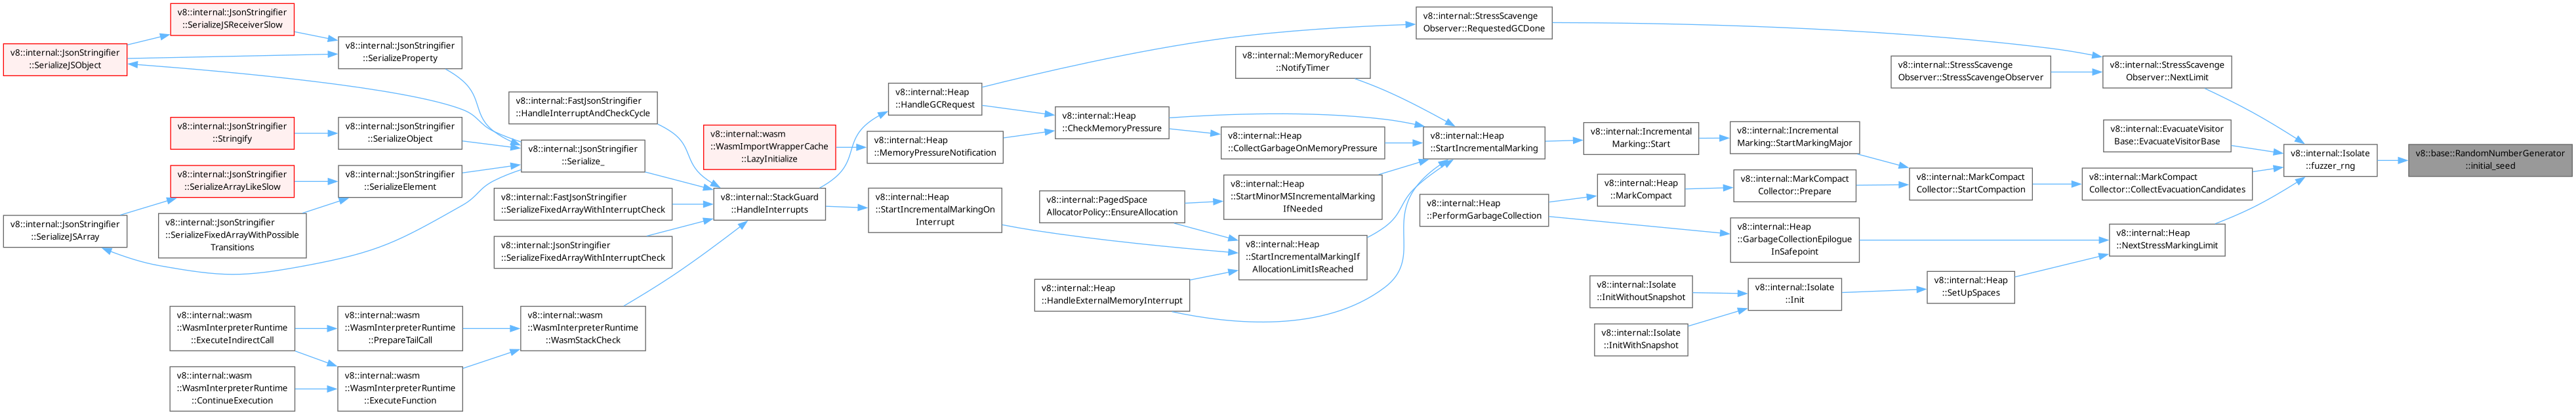 v8::internal::JsonStringifier
::SerializeJSReceiverSlow
v8::internal::JsonStringifier
::SerializeJSObject
v8::internal::JsonStringifier
::SerializeProperty
v8::internal::JsonStringifier
::Stringify
v8::internal::JsonStringifier
::SerializeObject
v8::internal::JsonStringifier
::SerializeArrayLikeSlow
v8::internal::JsonStringifier
::SerializeElement
v8::internal::JsonStringifier
::SerializeJSArray
v8::internal::JsonStringifier
::SerializeFixedArrayWithPossible
Transitions
v8::internal::wasm
::WasmInterpreterRuntime
::ExecuteIndirectCall
v8::internal::wasm
::WasmInterpreterRuntime
::PrepareTailCall
v8::internal::wasm
::WasmInterpreterRuntime
::ContinueExecution
v8::internal::wasm
::WasmInterpreterRuntime
::ExecuteFunction
v8::internal::FastJsonStringifier
::HandleInterruptAndCheckCycle
v8::internal::JsonStringifier
::Serialize_
v8::internal::FastJsonStringifier
::SerializeFixedArrayWithInterruptCheck
v8::internal::JsonStringifier
::SerializeFixedArrayWithInterruptCheck
v8::internal::wasm
::WasmInterpreterRuntime
::WasmStackCheck
v8::internal::wasm
::WasmImportWrapperCache
::LazyInitialize
v8::internal::StackGuard
::HandleInterrupts
v8::internal::Heap
::HandleGCRequest
v8::internal::Heap
::MemoryPressureNotification
v8::internal::Heap
::StartIncrementalMarkingOn
Interrupt
v8::internal::Heap
::CheckMemoryPressure
v8::internal::PagedSpace
AllocatorPolicy::EnsureAllocation
v8::internal::Heap
::HandleExternalMemoryInterrupt
v8::internal::MemoryReducer
::NotifyTimer
v8::internal::Heap
::CollectGarbageOnMemoryPressure
v8::internal::Heap
::StartMinorMSIncrementalMarking
IfNeeded
v8::internal::Heap
::StartIncrementalMarkingIf
AllocationLimitIsReached
v8::internal::StressScavenge
Observer::RequestedGCDone
v8::internal::Heap
::StartIncrementalMarking
v8::internal::Heap
::PerformGarbageCollection
v8::internal::Incremental
Marking::Start
v8::internal::Heap
::MarkCompact
v8::internal::Isolate
::InitWithoutSnapshot
v8::internal::Isolate
::InitWithSnapshot
v8::internal::Incremental
Marking::StartMarkingMajor
v8::internal::MarkCompact
Collector::Prepare
v8::internal::Heap
::GarbageCollectionEpilogue
InSafepoint
v8::internal::Isolate
::Init
v8::internal::StressScavenge
Observer::StressScavengeObserver
v8::internal::MarkCompact
Collector::StartCompaction
v8::internal::Heap
::SetUpSpaces
v8::internal::StressScavenge
Observer::NextLimit
v8::internal::EvacuateVisitor
Base::EvacuateVisitorBase
v8::internal::MarkCompact
Collector::CollectEvacuationCandidates
v8::internal::Heap
::NextStressMarkingLimit
v8::internal::Isolate
::fuzzer_rng
v8::base::RandomNumberGenerator
::initial_seed